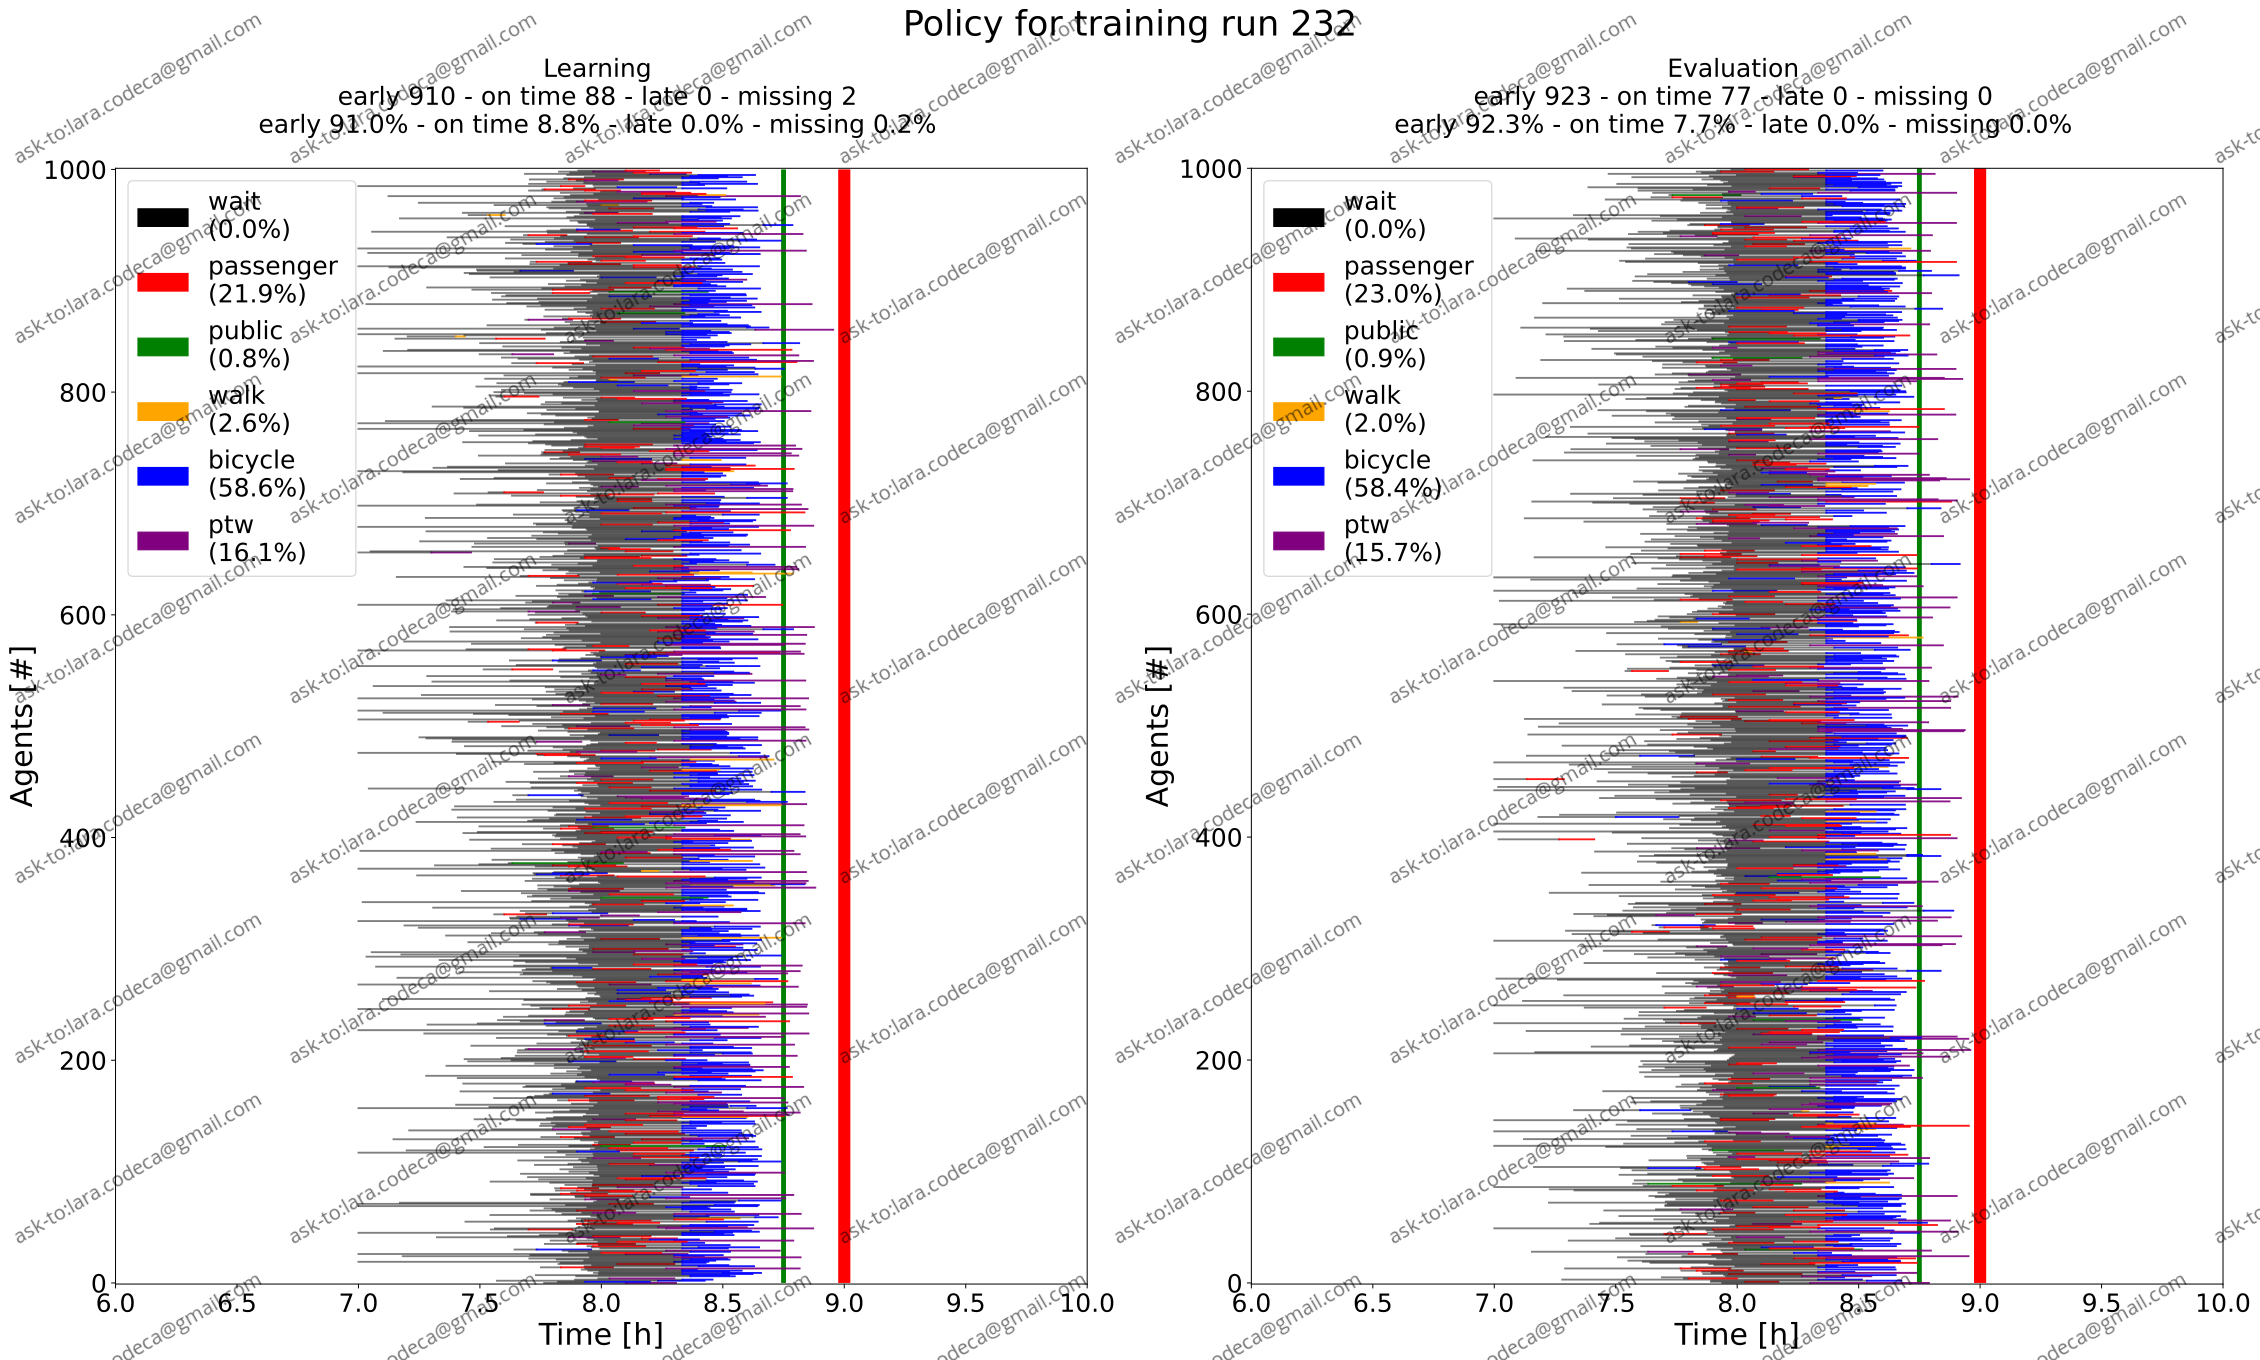 Policy for training run 232
Learning
early 910 - on time 88 - late 0 - missing 2
early 91.0% - on time 8.8% - late 0.0% - missing 0.2%
1000
800
600
400
200
0
Agents [#]
wait
(0.0%)
passenger
(21.9%)
public
(0.8%)
walk
(2.6%)
bicycle
(58.6%)
ptw
(16.1%)
6.0 6.5 7.0 7.5 8.0 8.5 9.0 9.5 10.0
Time [h]
Evaluation
early 923 - on time 77 - late 0 - missing 0
early 92.3% - on time 7.7% - late 0.0% - missing 0.0%
1000
800
600
400
200
0
Agents [#]
wait
(0.0%)
passenger
(23.0%)
public
(0.9%)
walk
(2.0%)
bicycle
(58.4%)
ptw
(15.7%)
6.0 6.5 7.0 7.5 8.0 8.5 9.0 9.5 10.0
Time [h]
ask-to:lara.codeca@gmail.com